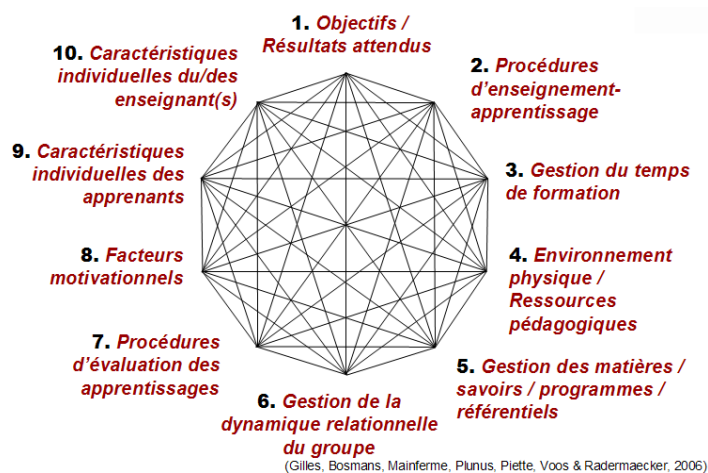 1. Objectifs /
Résultats attendus
2. Procédures
d'enseignement-
apprentissage
3. Gestion du temps
de formation
4. Environnement
physique /
Ressources
pédagogiques
5. Gestion des matières /
savoirs / programmes /
référentiels
6. Gestion de la
dynamique relationnelle
du groupe
7. Procédures
d'évaluation des
apprentissages
8. Facteurs
motivationnels
9. Caractéristiques
individuelles des
apprenants
10. Caractéristiques
individuelles du/des
enseignant(s)
(Gilles, Bosmans, Mainferme, Plunus, Piette, Voos & Radermaecker, 2006)